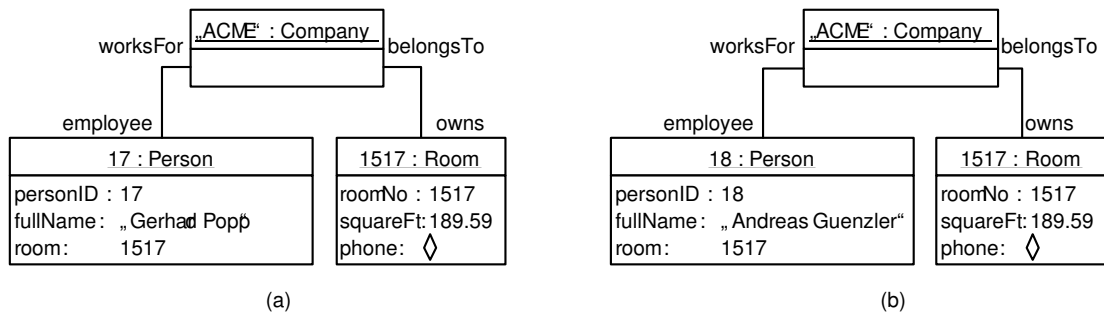 „ACME“ : Company
worksFor
belongsTo
employee
owns
17 : Person
personID : 17
fullName: „Gerhard Popp“
room: 1517
1517 : Room
roomNo : 1517
squareFt: 189.59
phone: ◊
(a)
„ACME“ : Company
worksFor
belongsTo
employee
owns
18 : Person
personID : 18
fullName: „Andreas Guenzler“
room: 1517
1517 : Room
roomNo : 1517
squareFt: 189.59
phone: ◊
(b)